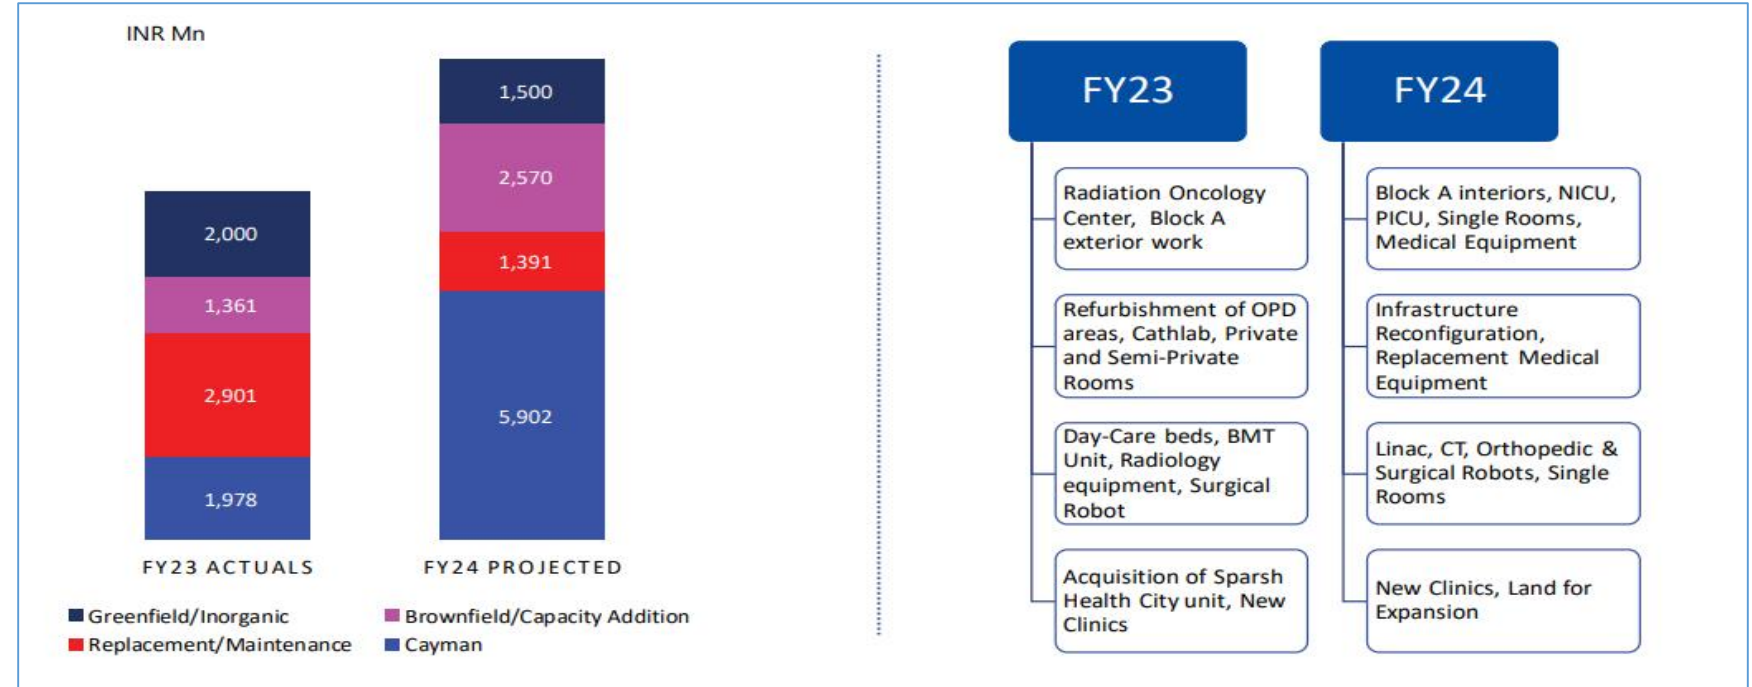 INR Mn
1,500
2,570
1,391
5,902
2,000
1,361
2,901
1,978
FY23 ACTUALS
FY24 PROJECTED
Greenfield/Inorganic
Brownfield/Capacity Addition
Replacement/Maintenance
Cayman
FY23
Radiation Oncology
Center, Block A
exterior work
Refurbishment of OPD
areas, Cathlab, Private
and Semi-Private
Rooms
Day-Care beds, BMT
Unit, Radiology
equipment, Surgical
Robot
Acquisition of Sparsh
Health City unit, New
Clinics
FY24
Block A interiors, NICU,
PICU, Single Rooms,
Medical Equipment
Infrastructure
Reconfiguration,
Replacement Medical
Equipment
Linac, CT, Orthopedic &
Surgical Robots, Single
Rooms
New Clinics, Land for
Expansion